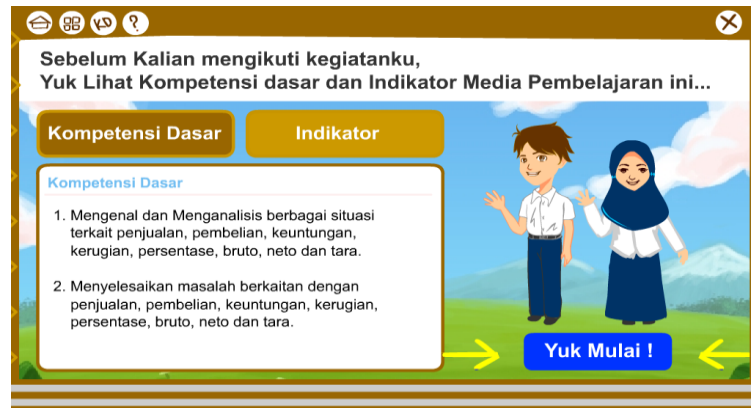 KD ?
Sebelum Kalian mengikuti kegiatanku,
Yuk Lihat Kompetensi dasar dan Indikator Media Pembelajaran ini...
Kompetensi Dasar
Indikator
Kompetensi Dasar
1. Mengenal dan Menganalisis berbagai situasi
terkait penjualan, pembelian, keuntungan,
kerugian, persentase, bruto, neto dan tara.
2. Menyelesaikan masalah berkaitan dengan
penjualan, pembelian, keuntungan, kerugian,
persentase, bruto, neto dan tara.
Yuk Mulai !